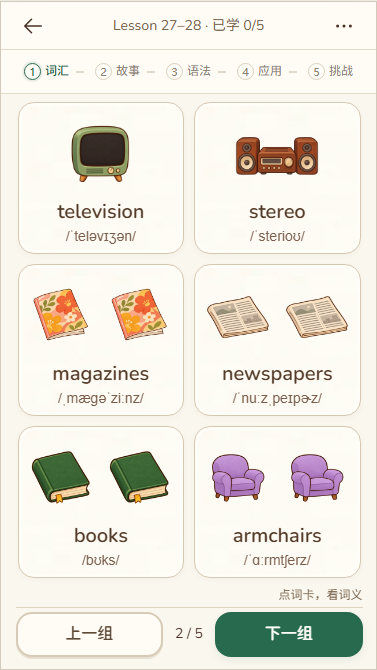 Lesson 27–28 · 已学 0/5
1 词汇 – 2 故事 – 3 语法 – 4 应用 – 5 挑战
television
/ˈteləvɪʒən/
stereo
/ˈsterioʊ/
magazines
/ˌmæɡəˈziːnz/
newspapers
/ˈnuːzˌpeɪpɚz/
books
/bʊks/
armchairs
/ˈɑːrmtʃerz/
点词卡，看词义
上一组
2 / 5
下一组